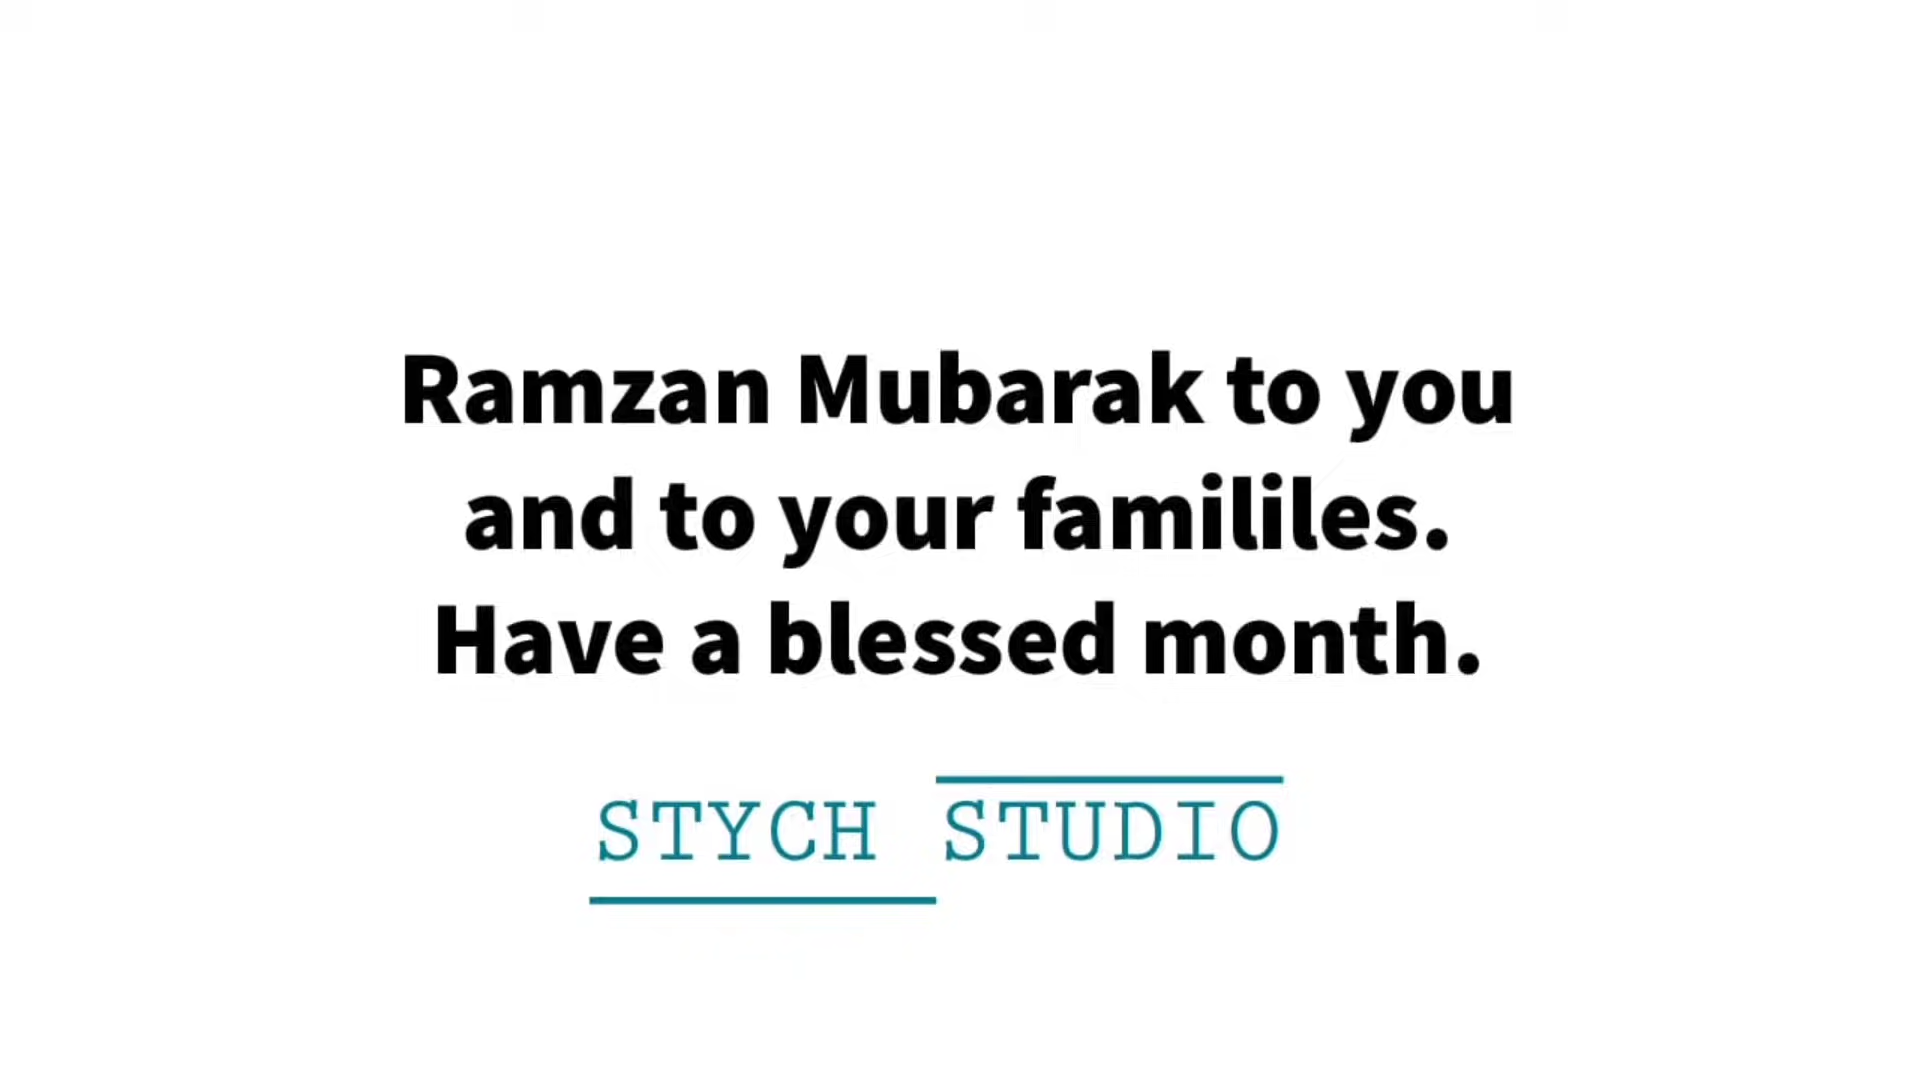 Ramzan Mubarak to you
and to your famililes.
Have a blessed month.
STYCH STUDIO